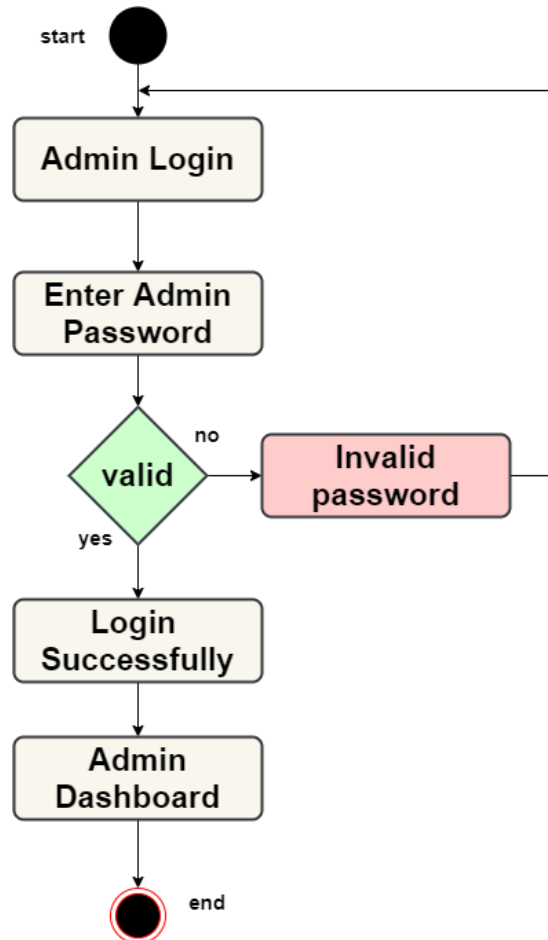 start
Admin Login
Enter Admin
Password
valid
no
Invalid
password
yes
Login
Successfully
Admin
Dashboard
end